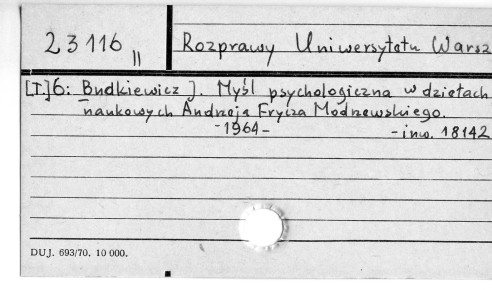 23116 II
Rozprawy Uniwersytetu Warsz
[T.]6: Budkiewicz J. Myśl psychologiczna w dziełach
naukowych Andrzeja Frycza Modrzewskiego.
-1964- -inw. 18142
DUJ. 693/70. 10 000.